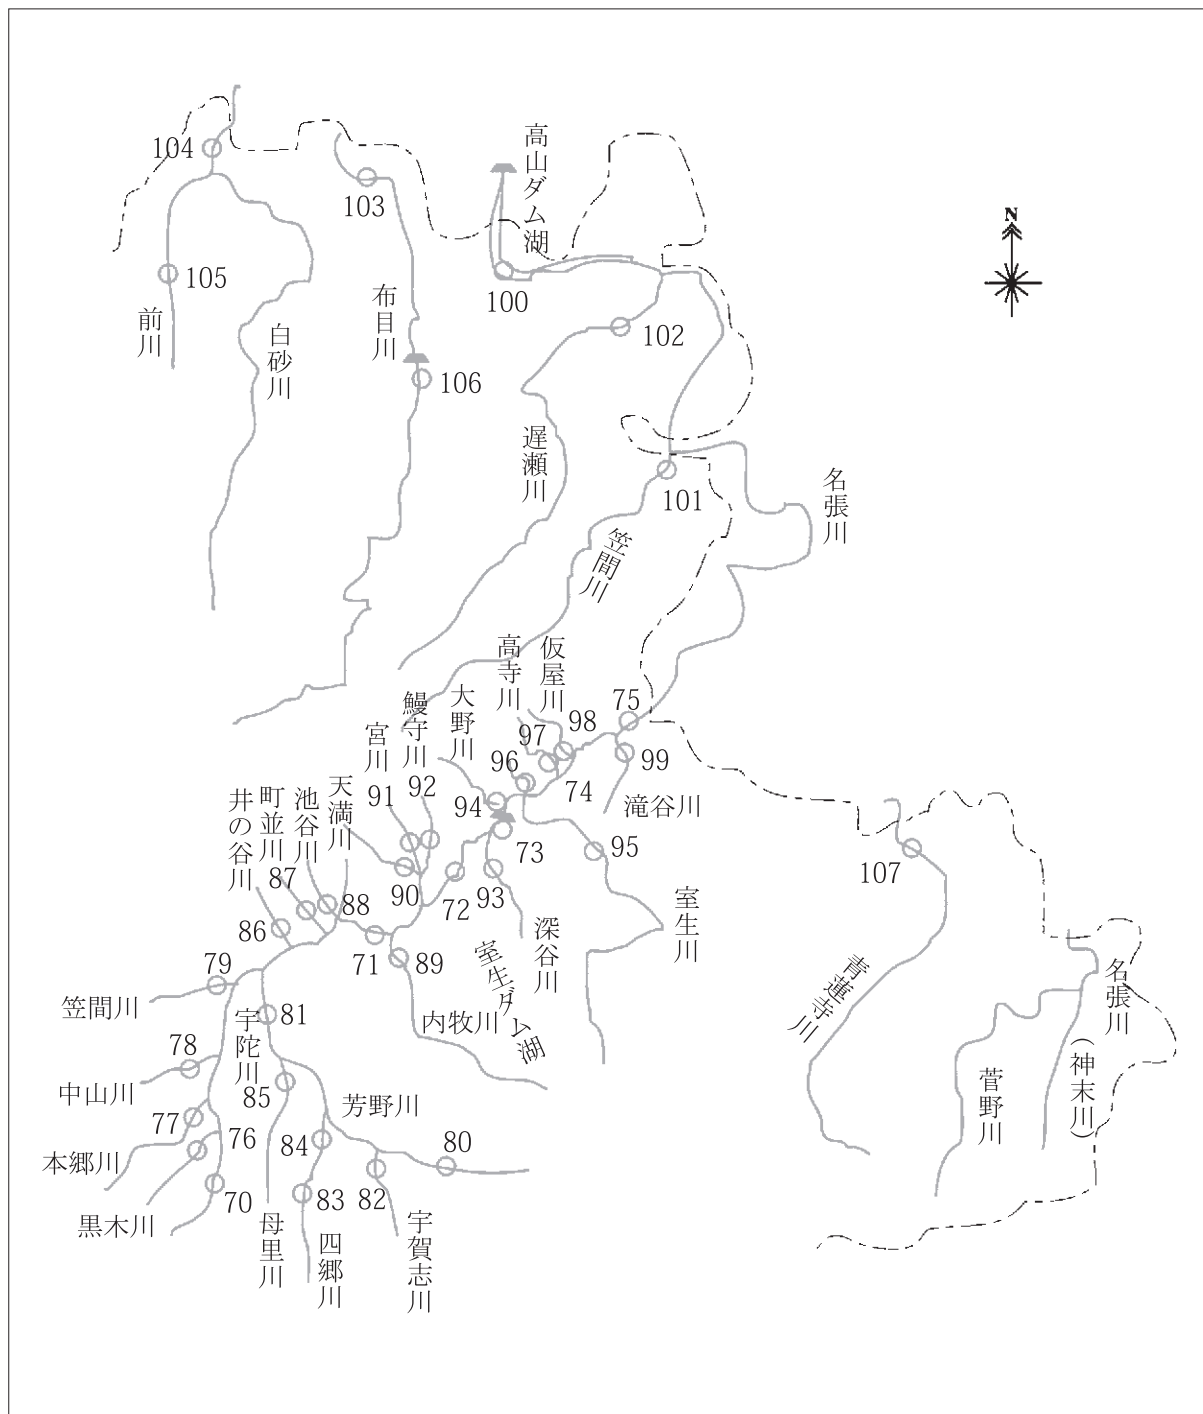 104
103
高山ダム湖
N
105
100
前川
白砂川
布目川
102
106
遅瀬川
101
名張川
笠間川
高寺川
仮屋川
大野川
鰻守川
宮川
75
98
97
96
99
74
滝谷川
天満川
池谷川
町並川
井の谷川
92
91
94
73
95
107
87
88
90
72
93
86
71
89
深谷川
室生川
室生ダム湖
青蓮寺川
名張川
(神末川)
菅野川
79
笠間川
81
宇陀川
内牧川
78
中山川
85
芳野川
77
76
84
80
本郷川
70
83
82
黒木川
母里川
四郷川
宇賀志川